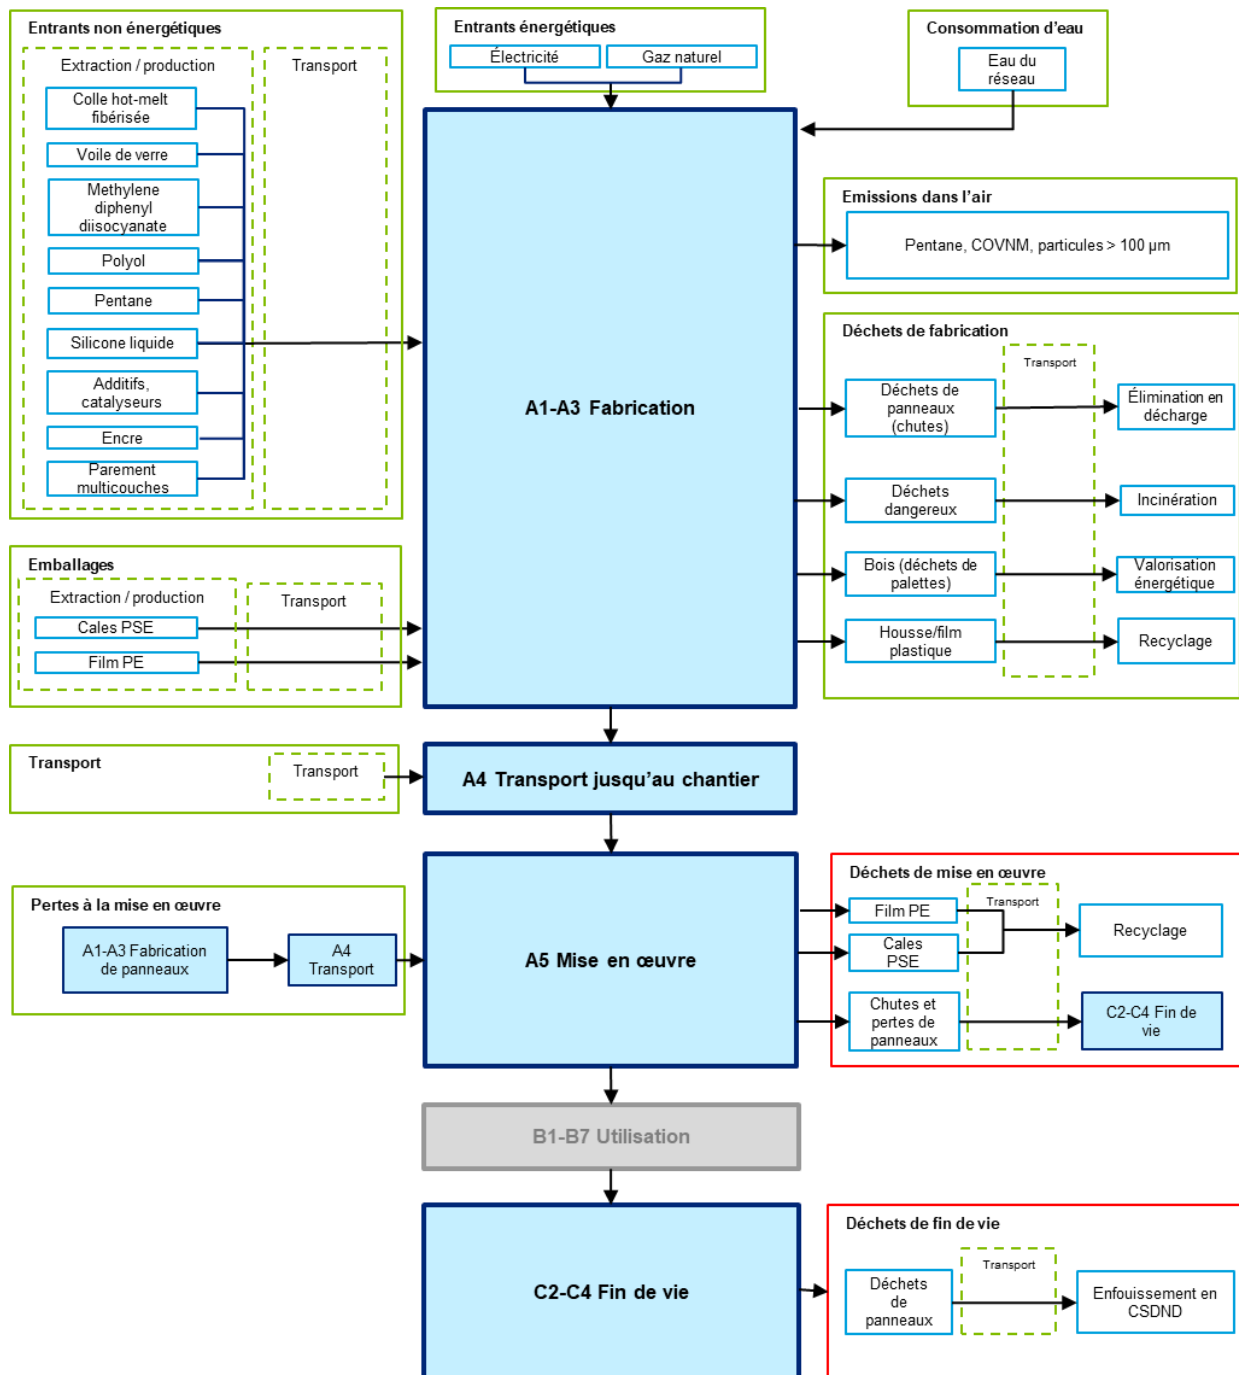 Entrants non énergétiques
Extraction / production
Transport
Colle hot-melt
fibérisée
Voile de verre
Methylene
diphenyl
diisocyanate
Polyol
Pentane
Silicone liquide
Additifs,
catalyseurs
Encre
Parement
multicouches
Entrants énergétiques
Électricité
Gaz naturel
Consommation d'eau
Eau du
réseau
A1-A3 Fabrication
Emissions dans l'air
Pentane, COVNM, particules > 100 µm
Déchets de fabrication
Transport
Déchets de
panneaux
(chutes)
Élimination en
décharge
Déchets
dangereux
Incinération
Bois (déchets de
palettes)
Valorisation
énergétique
Housse/film
plastique
Recyclage
Emballages
Extraction / production
Transport
Cales PSE
Film PE
Transport
Transport
A4 Transport jusqu'au chantier
Pertes à la mise en œuvre
A1-A3 Fabrication
de panneaux
A4
Transport
A5 Mise en œuvre
Déchets de mise en œuvre
Transport
Film PE
Cales
PSE
Recyclage
Chutes et
pertes de
panneaux
C2-C4 Fin de
vie
B1-B7 Utilisation
C2-C4 Fin de vie
Déchets de fin de vie
Transport
Déchets
de
panneaux
Enfouissement en
CSDND